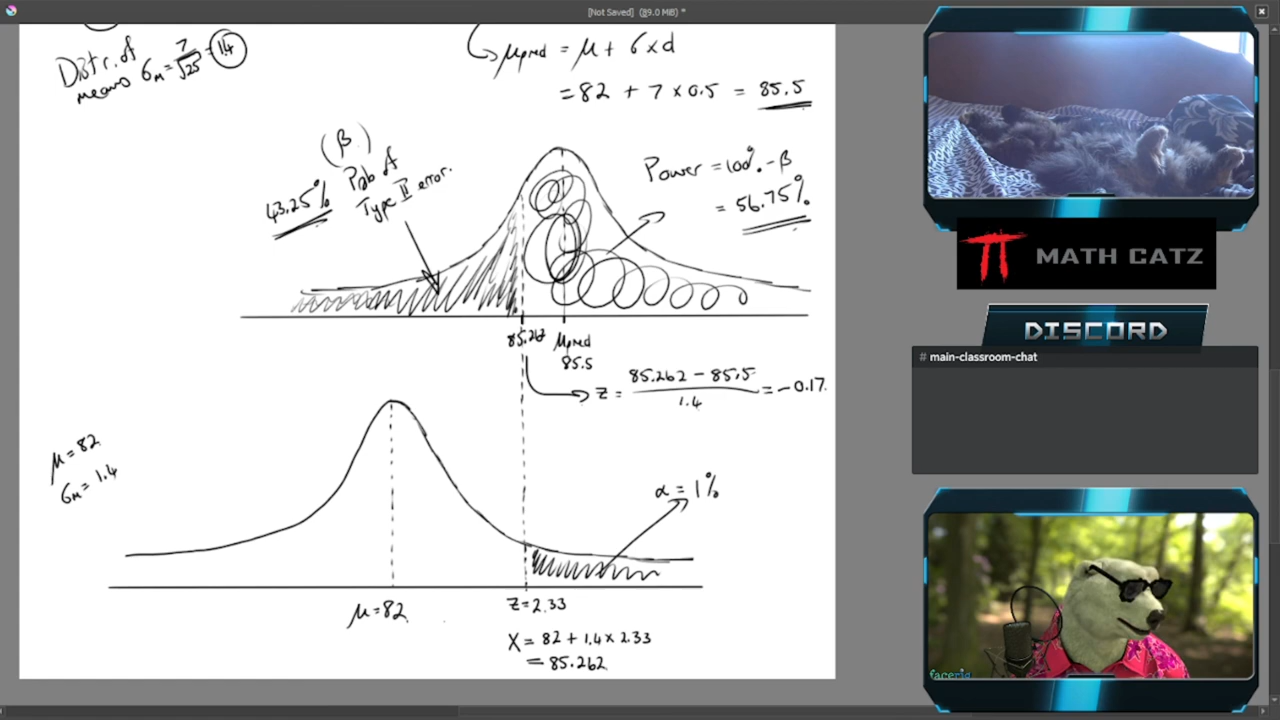 [Not Saved] (89.0 MiB) *
Distr. of
means σM = 7/√25 = 1.4
μpred = μ + σ x d
= 82 + 7 x 0.5 = 85.5
(β)
Prob of
Type II error.
43.25%
Power = 100% - β
= 56.75%
85.262
μpred
85.5
z = (85.262 - 85.5)/1.4 = -0.17
μ = 82
σM = 1.4
α = 1%
μ = 82
z = 2.33
X = 82 + 1.4 x 2.33
= 85.262
π MATH CATZ
DISCORD
# main-classroom-chat
facerig